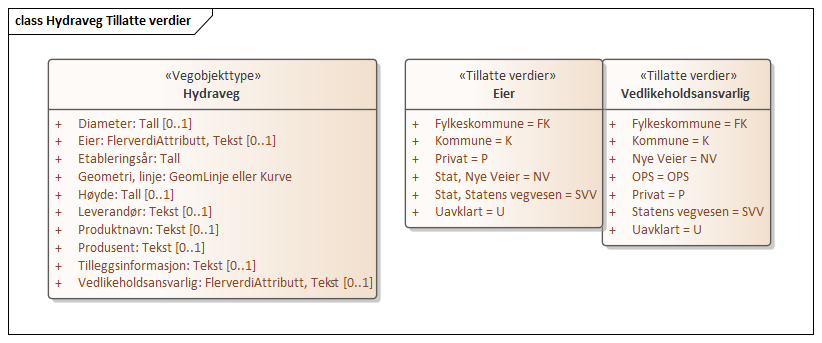 class Hydraveg Tillatte verdier
«Vegobjekttype»
Hydraveg
+ Diameter: Tall [0..1]
+ Eier: FlerverdiAttributt, Tekst [0..1]
+ Etableringsår: Tall
+ Geometri, linje: GeomLinje eller Kurve
+ Høyde: Tall [0..1]
+ Leverandør: Tekst [0..1]
+ Produktnavn: Tekst [0..1]
+ Produsent: Tekst [0..1]
+ Tilleggsinformasjon: Tekst [0..1]
+ Vedlikeholdsansvarlig: FlerverdiAttributt, Tekst [0..1]
«Tillatte verdier»
Eier
+ Fylkeskommune = FK
+ Kommune = K
+ Privat = P
+ Stat, Nye Veier = NV
+ Stat, Statens vegvesen = SVV
+ Uavklart = U
«Tillatte verdier»
Vedlikeholdsansvarlig
+ Fylkeskommune = FK
+ Kommune = K
+ Nye Veier = NV
+ OPS = OPS
+ Privat = P
+ Statens vegvesen = SVV
+ Uavklart = U